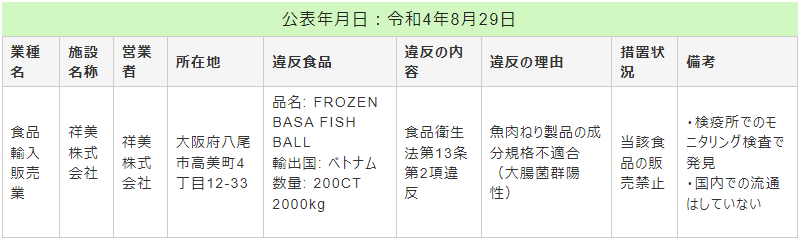 公表年月日：令和4年8月29日
業種
名
施設
名称
営業
者
所在地
違反食品
違反の内
容
違反の理由
措置状
況
備考
食品
輸入
販売
業
祥美
株式
会社
祥美
株式
会社
大阪府八尾
市高美町4
丁目12-33
品名: FROZEN
BASA FISH
BALL
輸出国: ベトナム
数量: 200CT
2000kg
食品衛生
法第13条
第2項違
反
魚肉ねり製品の成
分規格不適合
（大腸菌群陽
性）
当該食
品の販
売禁止
・検疫所でのモ
ニタリング検査で
発見
・国内での流通
はしていない